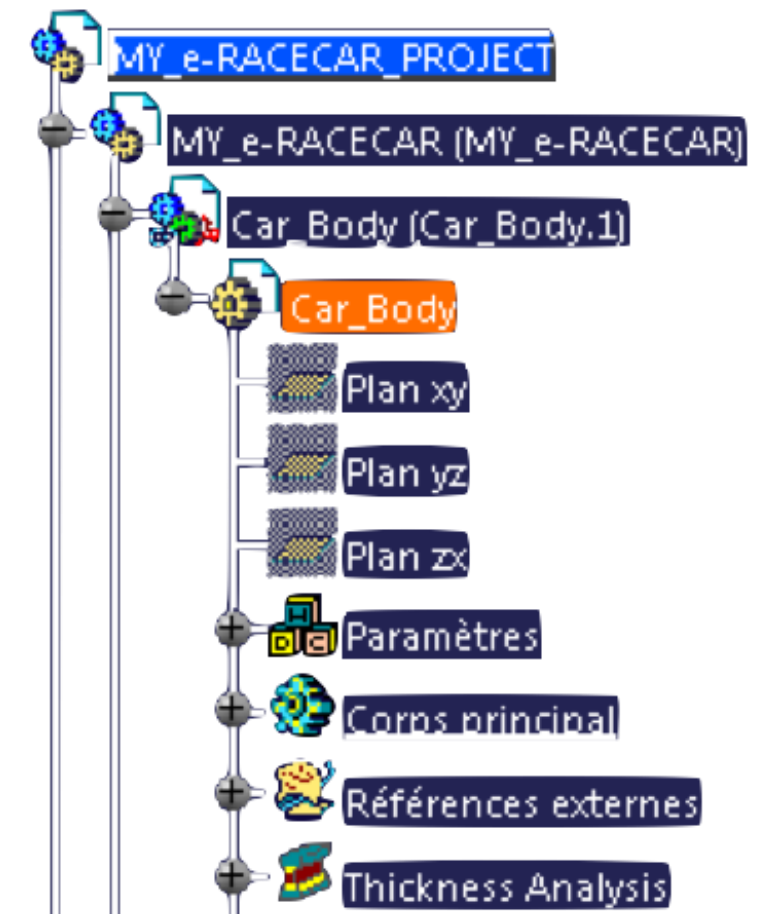 MY_e-RACECAR_PROJECT
MY_e-RACECAR (MY_e-RACECAR)
Car_Body (Car_Body.1)
Car_Body
Plan xy
Plan yz
Plan zx
Paramètres
Corps principal
Références externes
Thickness Analysis